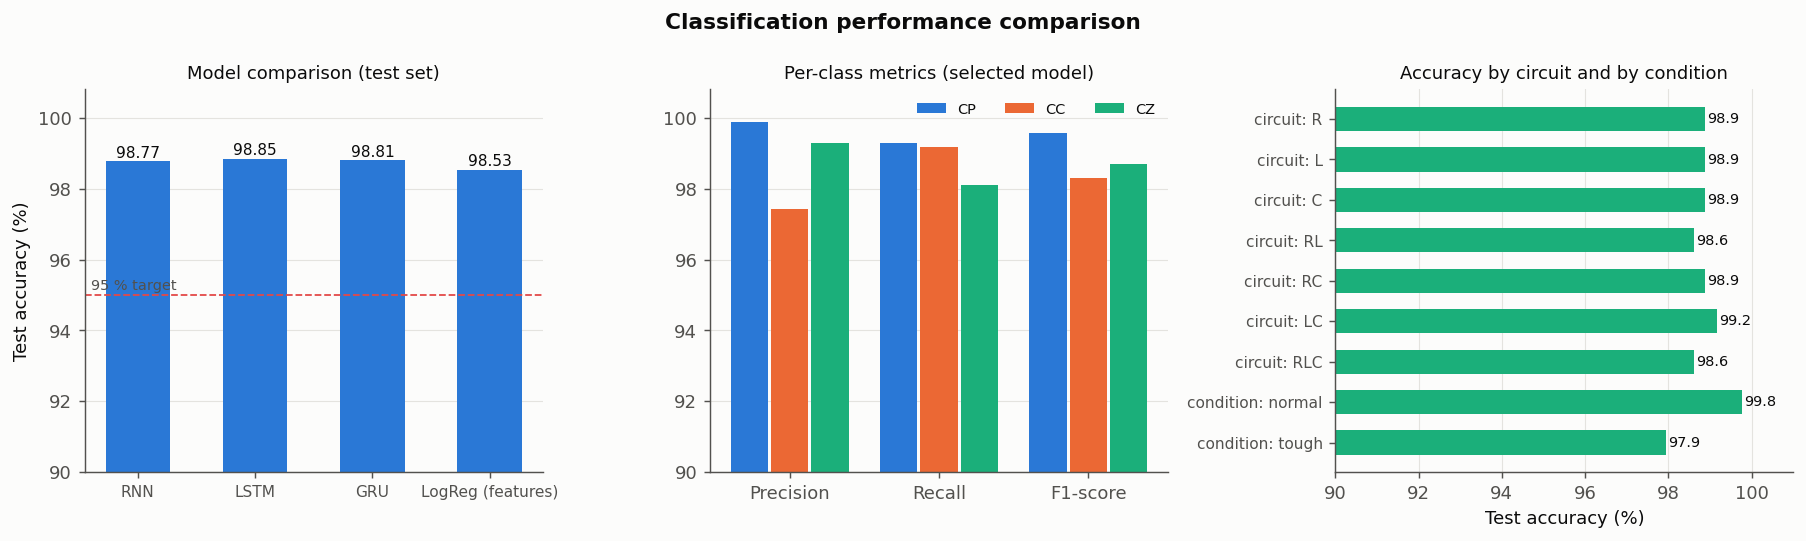 Classification performance comparison
Model comparison (test set)
Test accuracy (%)
100
98
96
94
92
90
98.77
98.85
98.81
98.53
95 % target
RNN
LSTM
GRU
LogReg (features)
Per-class metrics (selected model)
CP
CC
CZ
100
98
96
94
92
90
Precision
Recall
F1-score
Accuracy by circuit and by condition
circuit: R
98.9
circuit: L
98.9
circuit: C
98.9
circuit: RL
98.6
circuit: RC
98.9
circuit: LC
99.2
circuit: RLC
98.6
condition: normal
99.8
condition: tough
97.9
90
92
94
96
98
100
Test accuracy (%)